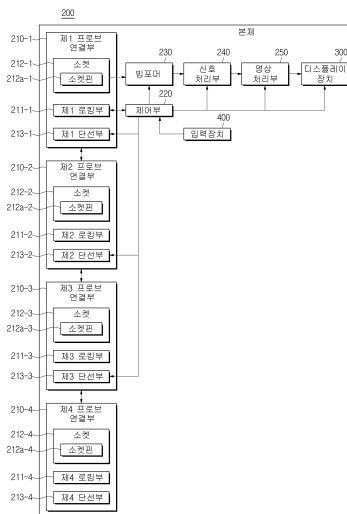 200
본체
210-1
제1 프로브
연결부
212-1
소켓
212a-1
소켓핀
211-1
제1 로킹부
213-1
제1 단선부
230
빔포머
240
신호
처리부
250
영상
처리부
300
디스플레이
장치
220
제어부
400
입력장치
210-2
제2 프로브
연결부
212-2
소켓
212a-2
소켓핀
211-2
제2 로킹부
213-2
제2 단선부
210-3
제3 프로브
연결부
212-3
소켓
212a-3
소켓핀
211-3
제3 로킹부
213-3
제3 단선부
210-4
제4 프로브
연결부
212-4
소켓
212a-4
소켓핀
211-4
제4 로킹부
213-4
제4 단선부